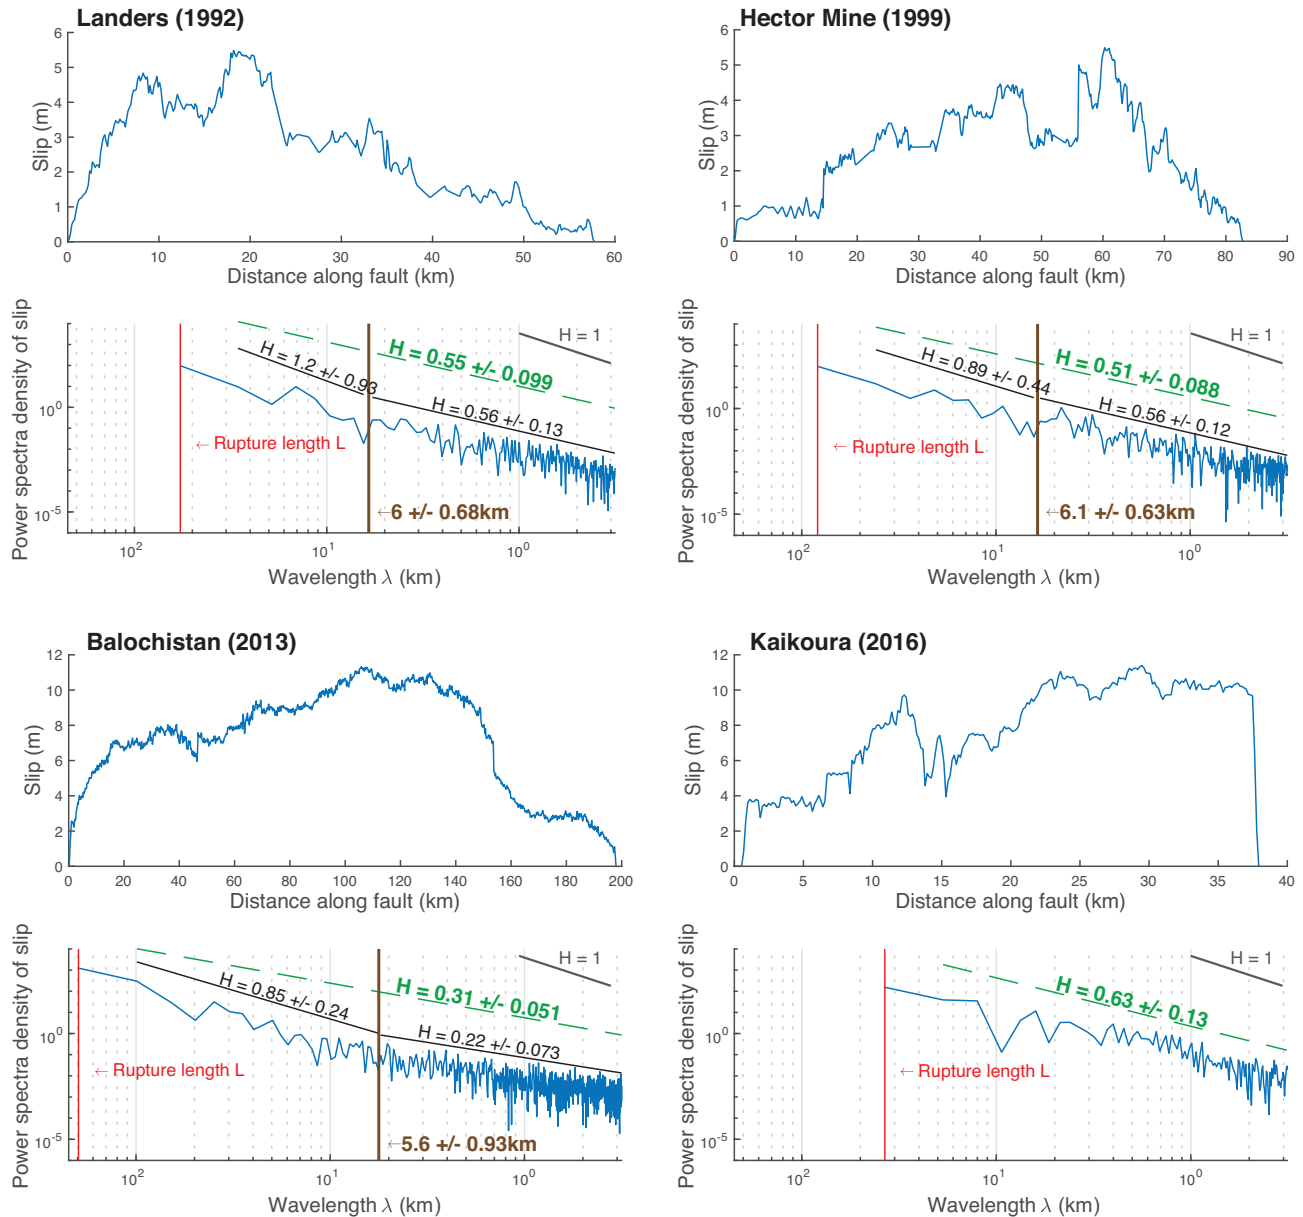 Landers (1992)
6
5
4
3
2
1
0
Slip (m)
0 10 20 30 40 50 60
Distance along fault (km)
Hector Mine (1999)
6
5
4
3
2
1
0
Slip (m)
0 10 20 30 40 50 60 70 80 90
Distance along fault (km)
Power spectra density of slip
10^0
10^-5
H = 1
H = 0.55 +/- 0.099
H = 1.2 +/- 0.93
H = 0.56 +/- 0.13
← Rupture length L
←6 +/- 0.68km
10^2 10^1 10^0
Wavelength λ (km)
Power spectra density of slip
10^0
10^-5
H = 1
H = 0.51 +/- 0.088
H = 0.89 +/- 0.44
H = 0.56 +/- 0.12
← Rupture length L
←6.1 +/- 0.63km
10^2 10^1 10^0
Wavelength λ (km)
Balochistan (2013)
12
10
8
6
4
2
0
Slip (m)
0 20 40 60 80 100 120 140 160 180 200
Distance along fault (km)
Kaikoura (2016)
12
10
8
6
4
2
0
Slip (m)
0 5 10 15 20 25 30 35 40
Distance along fault (km)
Power spectra density of slip
10^0
10^-5
H = 1
H = 0.31 +/- 0.051
H = 0.85 +/- 0.24
H = 0.22 +/- 0.073
← Rupture length L
←5.6 +/- 0.93km
10^2 10^1 10^0
Wavelength λ (km)
Power spectra density of slip
10^0
10^-5
H = 1
H = 0.63 +/- 0.13
← Rupture length L
10^2 10^1 10^0
Wavelength λ (km)